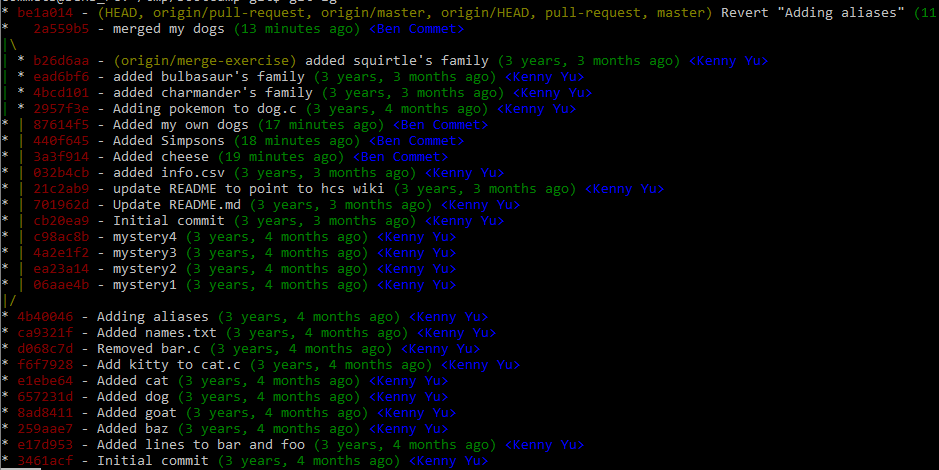 * be1a014 - (HEAD, origin/pull-request, origin/master, origin/HEAD, pull-request, master) Revert "Adding aliases" (11
* 2a559b5 - merged my dogs (13 minutes ago) <Ben Commet>
|\
| * b26d6aa - (origin/merge-exercise) added squirtle's family (3 years, 3 months ago) <Kenny Yu>
| * ead6bf6 - added bulbasaur's family (3 years, 3 months ago) <Kenny Yu>
| * 4bcd101 - added charmander's family (3 years, 3 months ago) <Kenny Yu>
| * 2957f3e - Adding pokemon to dog.c (3 years, 4 months ago) <Kenny Yu>
* | 87614f5 - Added my own dogs (17 minutes ago) <Ben Commet>
* | 440f645 - Added Simpsons (18 minutes ago) <Ben Commet>
* | 3a3f914 - Added cheese (19 minutes ago) <Ben Commet>
* | 032b4cb - added info.csv (3 years, 3 months ago) <Kenny Yu>
* | 21c2ab9 - update README to point to hcs wiki (3 years, 3 months ago) <Kenny Yu>
* | 701962d - Update README.md (3 years, 3 months ago) <Kenny Yu>
* | cb20ea9 - Initial commit (3 years, 3 months ago) <Kenny Yu>
* | c98ac8b - mystery4 (3 years, 4 months ago) <Kenny Yu>
* | 4a2e1f2 - mystery3 (3 years, 4 months ago) <Kenny Yu>
* | ea23a14 - mystery2 (3 years, 4 months ago) <Kenny Yu>
* | 06aae4b - mystery1 (3 years, 4 months ago) <Kenny Yu>
|/
* 4b40046 - Adding aliases (3 years, 4 months ago) <Kenny Yu>
* ca9321f - Added names.txt (3 years, 4 months ago) <Kenny Yu>
* d068c7d - Removed bar.c (3 years, 4 months ago) <Kenny Yu>
* f6f7928 - Add kitty to cat.c (3 years, 4 months ago) <Kenny Yu>
* e1ebe64 - Added cat (3 years, 4 months ago) <Kenny Yu>
* 657231d - Added dog (3 years, 4 months ago) <Kenny Yu>
* 8ad8411 - Added goat (3 years, 4 months ago) <Kenny Yu>
* 259aae7 - Added baz (3 years, 4 months ago) <Kenny Yu>
* e17d953 - Added lines to bar and foo (3 years, 4 months ago) <Kenny Yu>
* 3461acf - Initial commit (3 years, 4 months ago) <Kenny Yu>